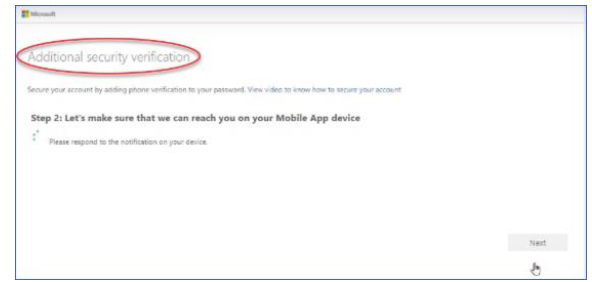 Microsoft
Additional security verification
Secure your account by adding phone verification to your password. View video to know how to secure your account
Step 2: Let's make sure that we can reach you on your Mobile App device
Please respond to the notification on your device.
Next